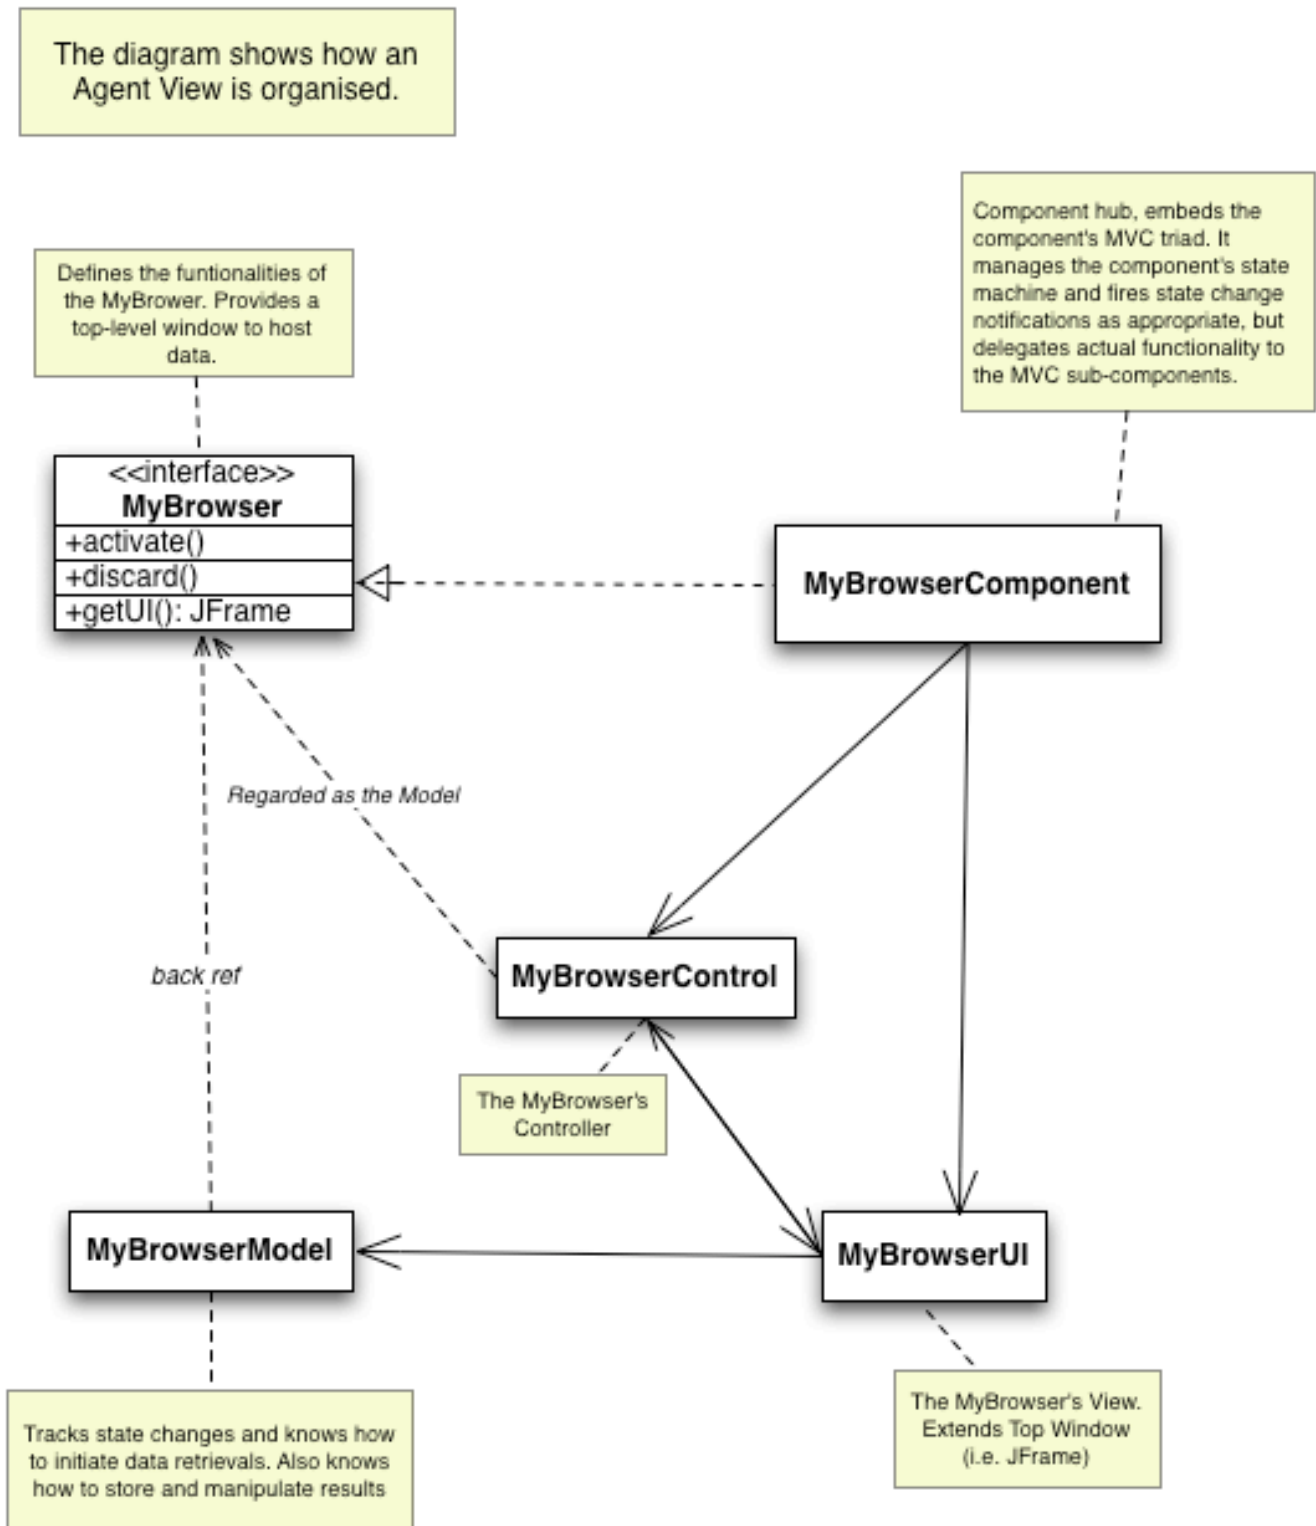 The diagram shows how an
Agent View is organised.
Component hub, embeds the
component's MVC triad. It
manages the component's state
machine and fires state change
notifications as appropriate, but
delegates actual functionality to
the MVC sub-components.
Defines the funtionalities of
the MyBrower. Provides a
top-level window to host
data.
<<interface>>
MyBrowser
+activate()
+discard()
+getUI(): JFrame
MyBrowserComponent
Regarded as the Model
back ref
MyBrowserControl
The MyBrowser's
Controller
MyBrowserModel
MyBrowserUI
The MyBrowser's View.
Extends Top Window
(i.e. JFrame)
Tracks state changes and knows how
to initiate data retrievals. Also knows
how to store and manipulate results